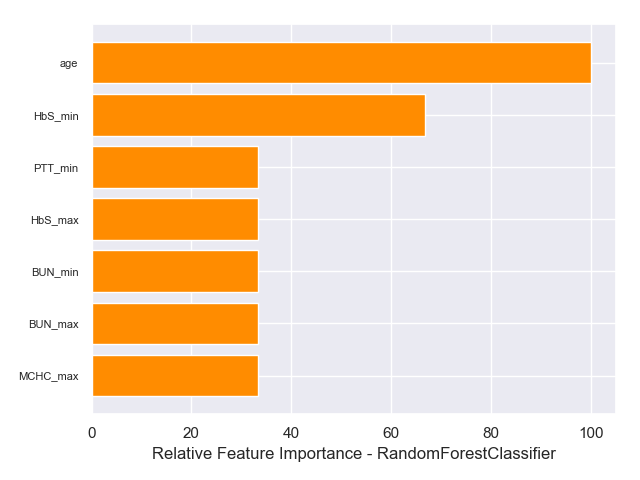 age
HbS_min
PTT_min
HbS_max
BUN_min
BUN_max
MCHC_max
0 20 40 60 80 100
Relative Feature Importance - RandomForestClassifier